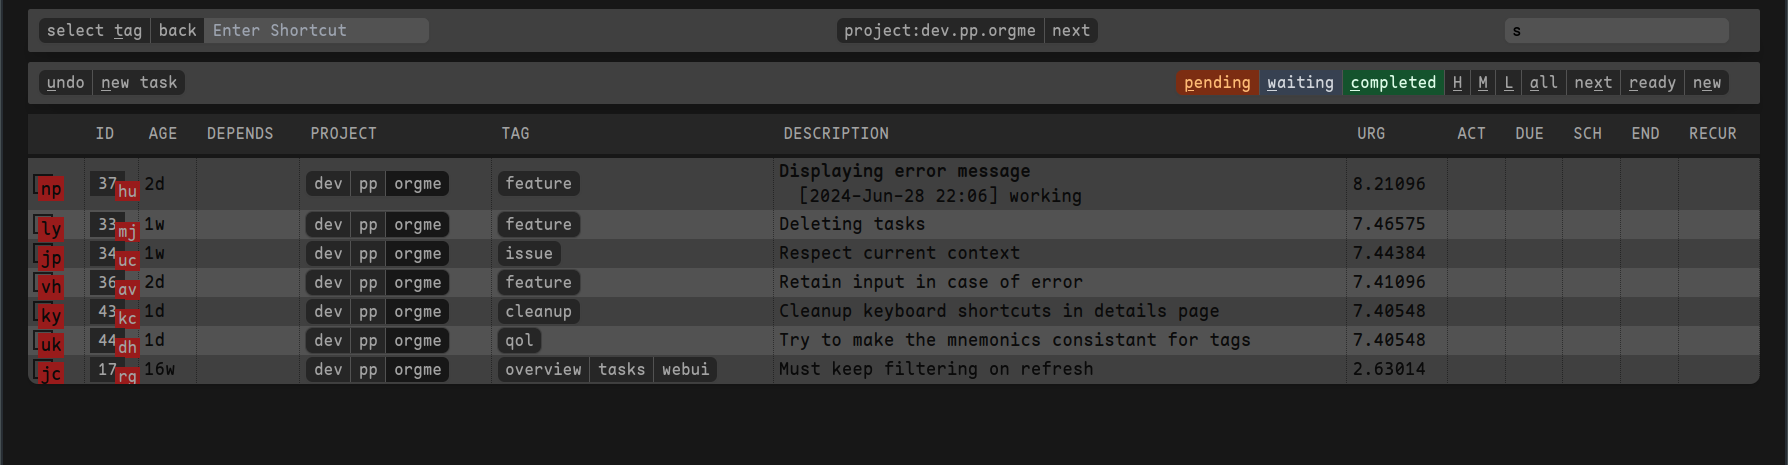 select tag back Enter Shortcut project:dev.pp.orgme next s
undo new task pending waiting completed H M L all next ready new
ID AGE DEPENDS PROJECT TAG DESCRIPTION URG ACT DUE SCH END RECUR
np 37 hu 2d dev pp orgme feature Displaying error message 8.21096
[2024-Jun-28 22:06] working
ly 33 mj 1w dev pp orgme feature Deleting tasks 7.46575
jp 34 uc 1w dev pp orgme issue Respect current context 7.44384
vh 36 av 2d dev pp orgme feature Retain input in case of error 7.41096
ky 43 kc 1d dev pp orgme cleanup Cleanup keyboard shortcuts in details page 7.40548
uk 44 dh 1d dev pp orgme qol Try to make the mnemonics consistant for tags 7.40548
jc 17 rg 16w dev pp orgme overview tasks webui Must keep filtering on refresh 2.63014